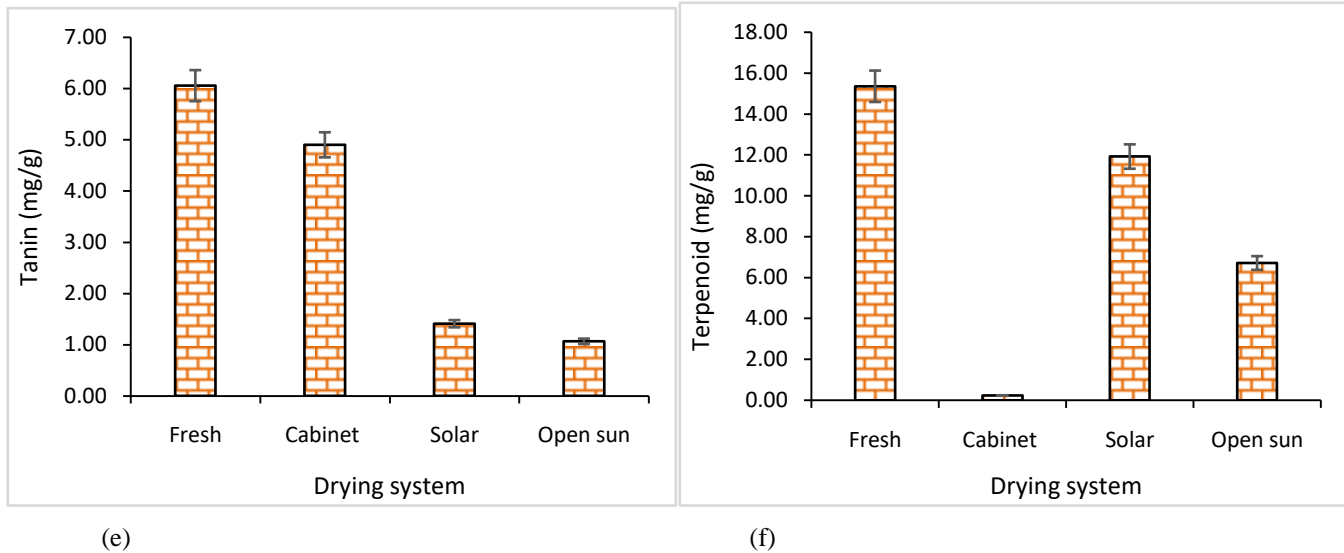 Tanin (mg/g)
7.00
6.00
5.00
4.00
3.00
2.00
1.00
0.00
Fresh Cabinet Solar Open sun
Drying system
(e)
Terpenoid (mg/g)
18.00
16.00
14.00
12.00
10.00
8.00
6.00
4.00
2.00
0.00
Fresh Cabinet Solar Open sun
Drying system
(f)